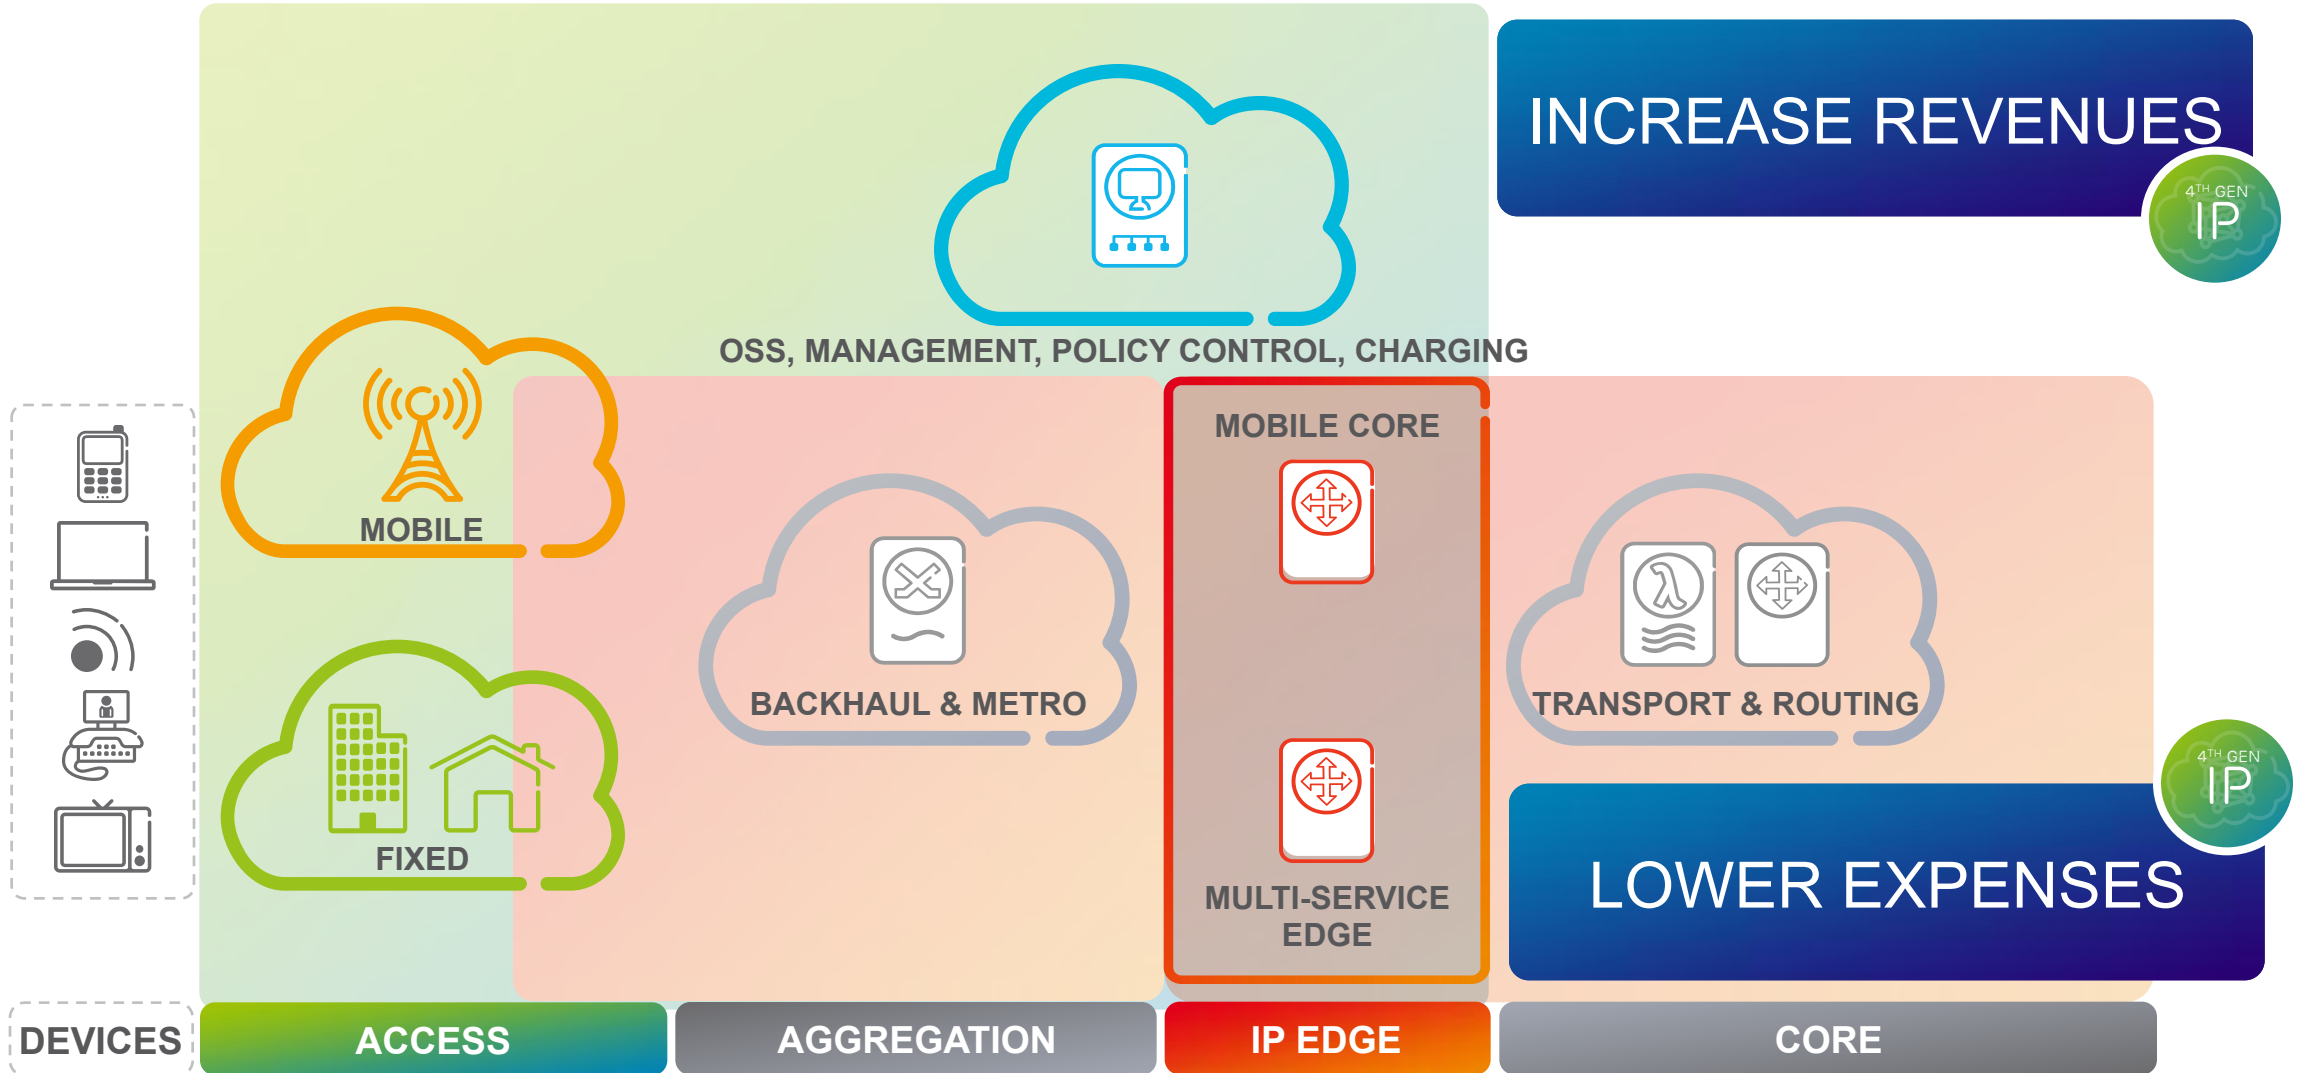 INCREASE REVENUES
4TH GEN
IP
OSS, MANAGEMENT, POLICY CONTROL, CHARGING
MOBILE CORE
MOBILE
BACKHAUL & METRO
TRANSPORT & ROUTING
4TH GEN
IP
FIXED
MULTI-SERVICE
EDGE
LOWER EXPENSES
DEVICES
ACCESS
AGGREGATION
IP EDGE
CORE